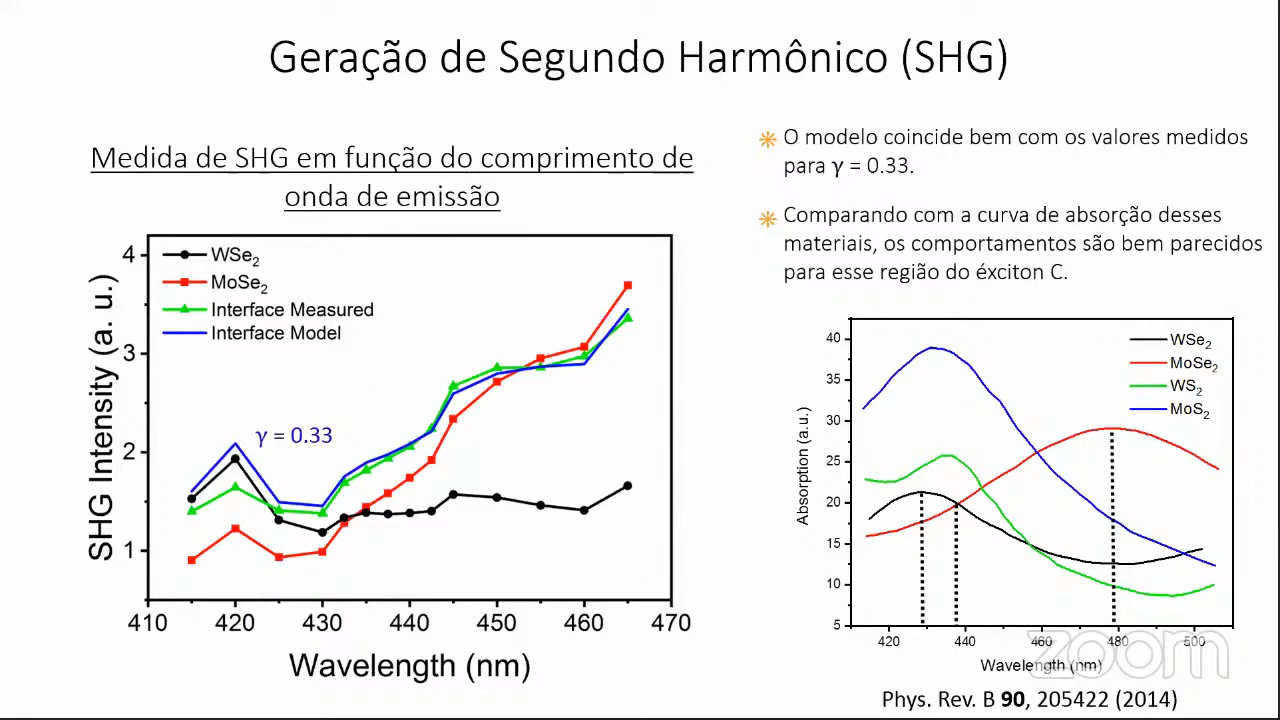 Geração de Segundo Harmônico (SHG)
Medida de SHG em função do comprimento de
onda de emissão
SHG Intensity (a. u.)
4
3
2
1
WSe2
MoSe2
Interface Measured
Interface Model
γ = 0.33
410 420 430 440 450 460 470
Wavelength (nm)
O modelo coincide bem com os valores medidos
para γ = 0.33.
Comparando com a curva de absorção desses
materiais, os comportamentos são bem parecidos
para esse região do éxciton C.
Absorption (a.u.)
40
35
30
25
20
15
10
5
WSe2
MoSe2
WS2
MoS2
420 440 460 480 500
Wavelength (nm)
zoom
Phys. Rev. B 90, 205422 (2014)